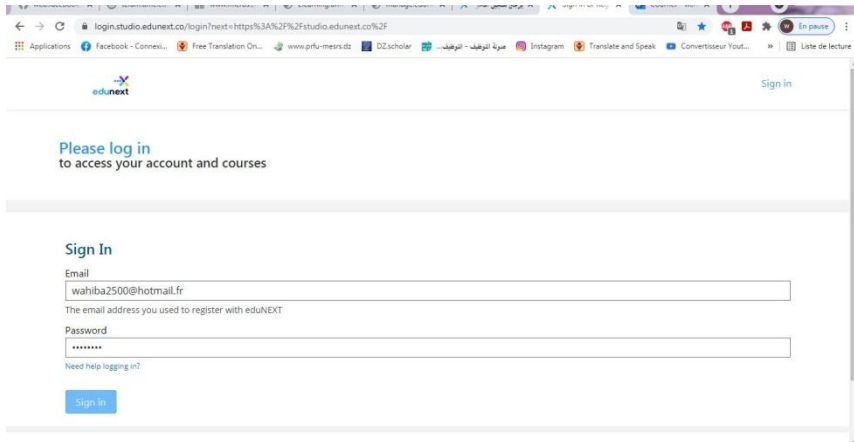 login.studio.edunext.co/login?next=https%3A%2F%2Fstudio.edunext.co%2F
En pause
Applications Facebook - Connexi... Free Translation On... www.prfu-mesrs.dz DZ.scholar مدونة التوظيف - التوظيف... Instagram Translate and Speak Convertisseur Yout... » Liste de lecture
edunext
Sign in
Please log in
to access your account and courses
Sign In
Email
wahiba2500@hotmail.fr
The email address you used to register with eduNEXT
Password
••••••••
Need help logging in?
Sign in